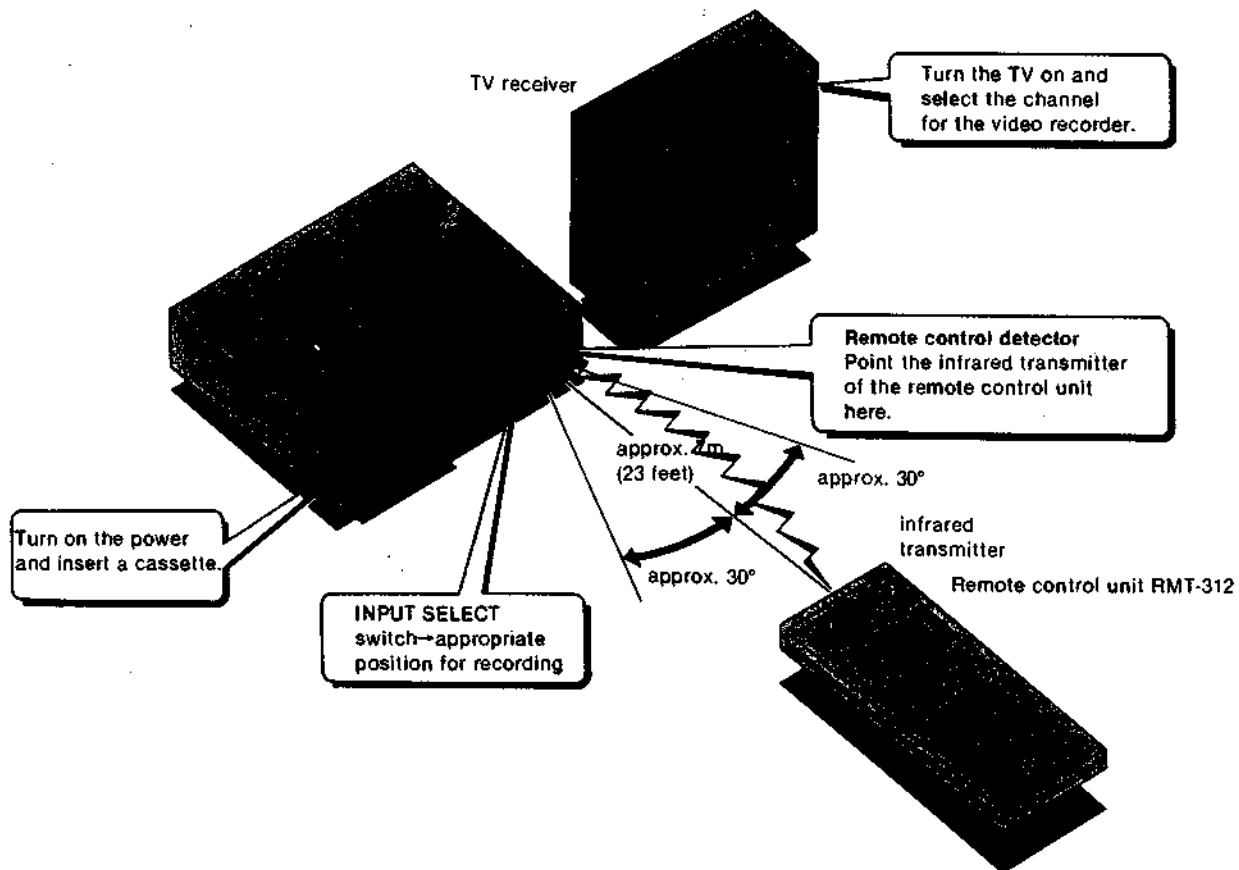 TV receiver
Turn the TV on and
select the channel
for the video recorder.
Remote control detector
Point the infrared transmitter
of the remote control unit
here.
approx. m
(23 feet)
approx. 30°
approx. 30°
infrared
transmitter
Remote control unit RMT-312
Turn on the power
and insert a cassette.
INPUT SELECT
switch→appropriate
position for recording